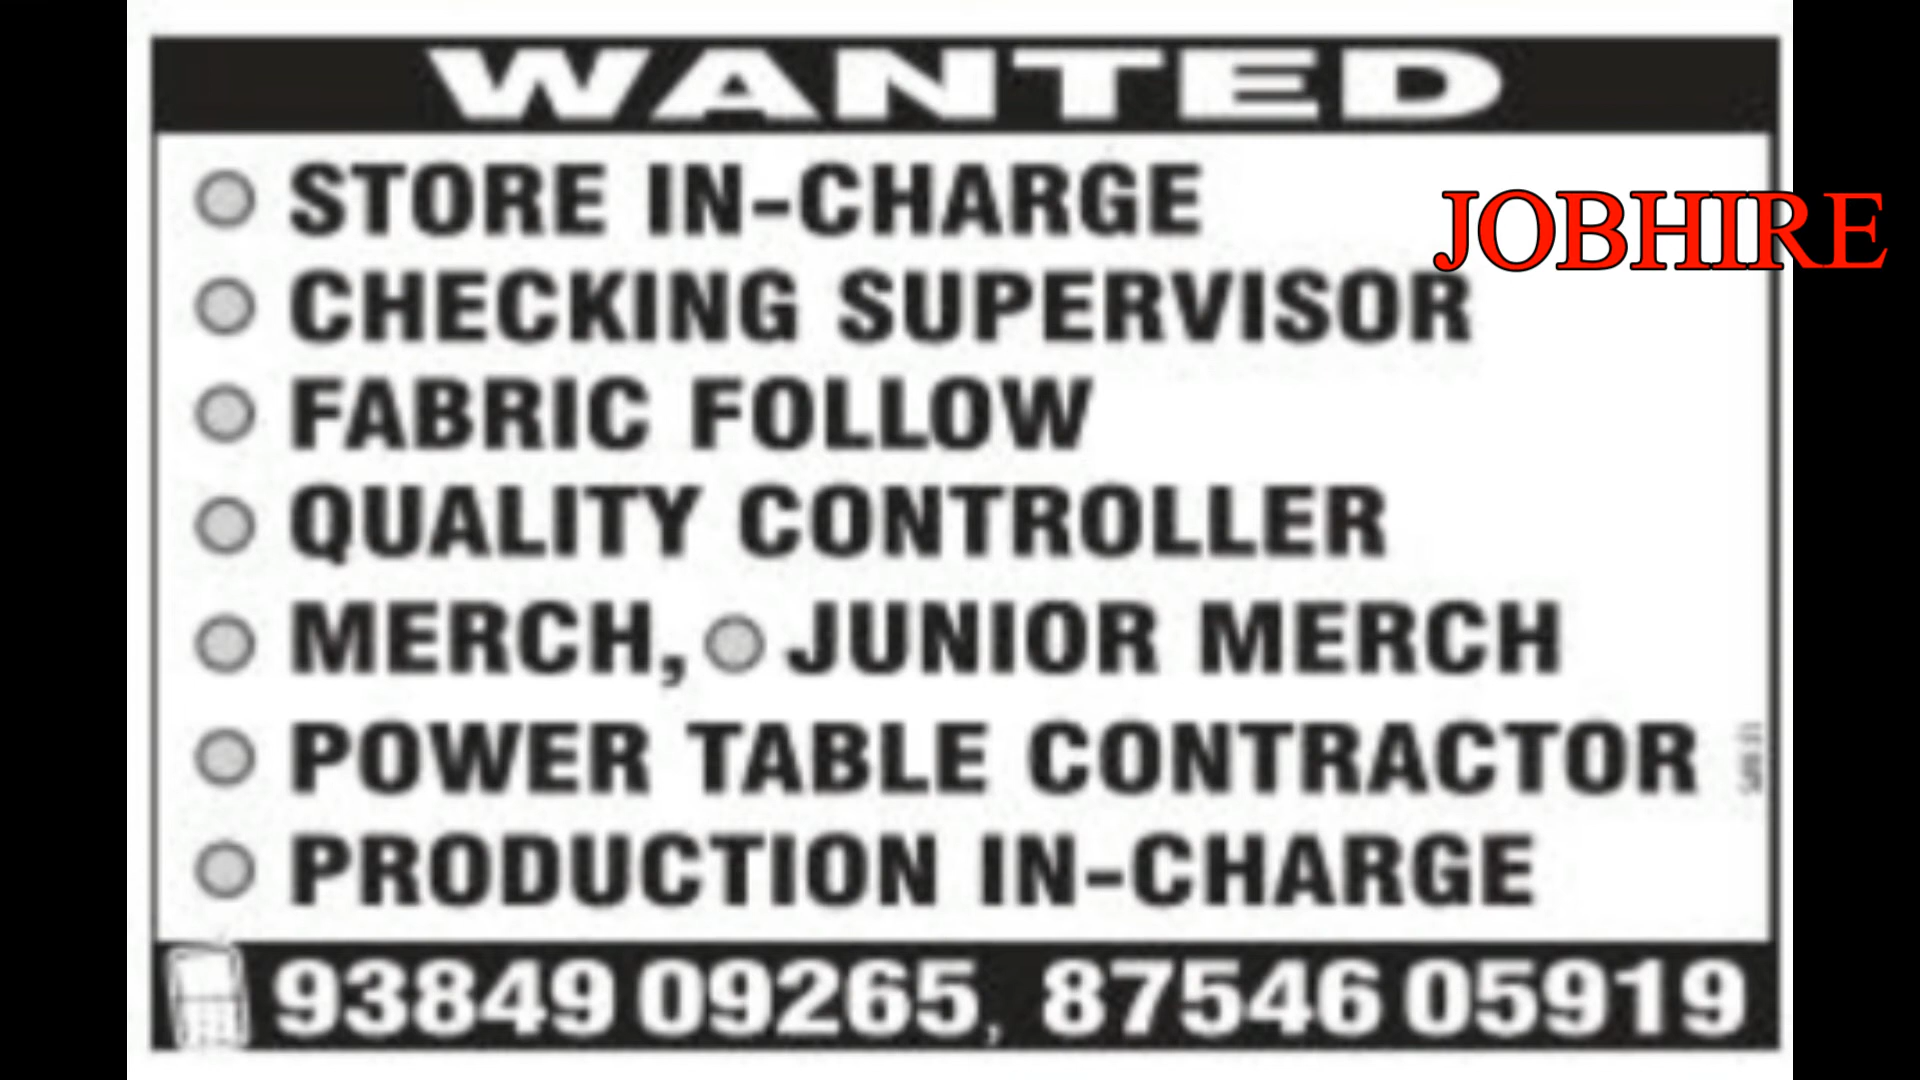 WANTED
STORE IN-CHARGE
JOBHIRE
CHECKING SUPERVISOR
FABRIC FOLLOW
QUALITY CONTROLLER
MERCH, JUNIOR MERCH
POWER TABLE CONTRACTOR
PRODUCTION IN-CHARGE
93849 09265, 87546 05919